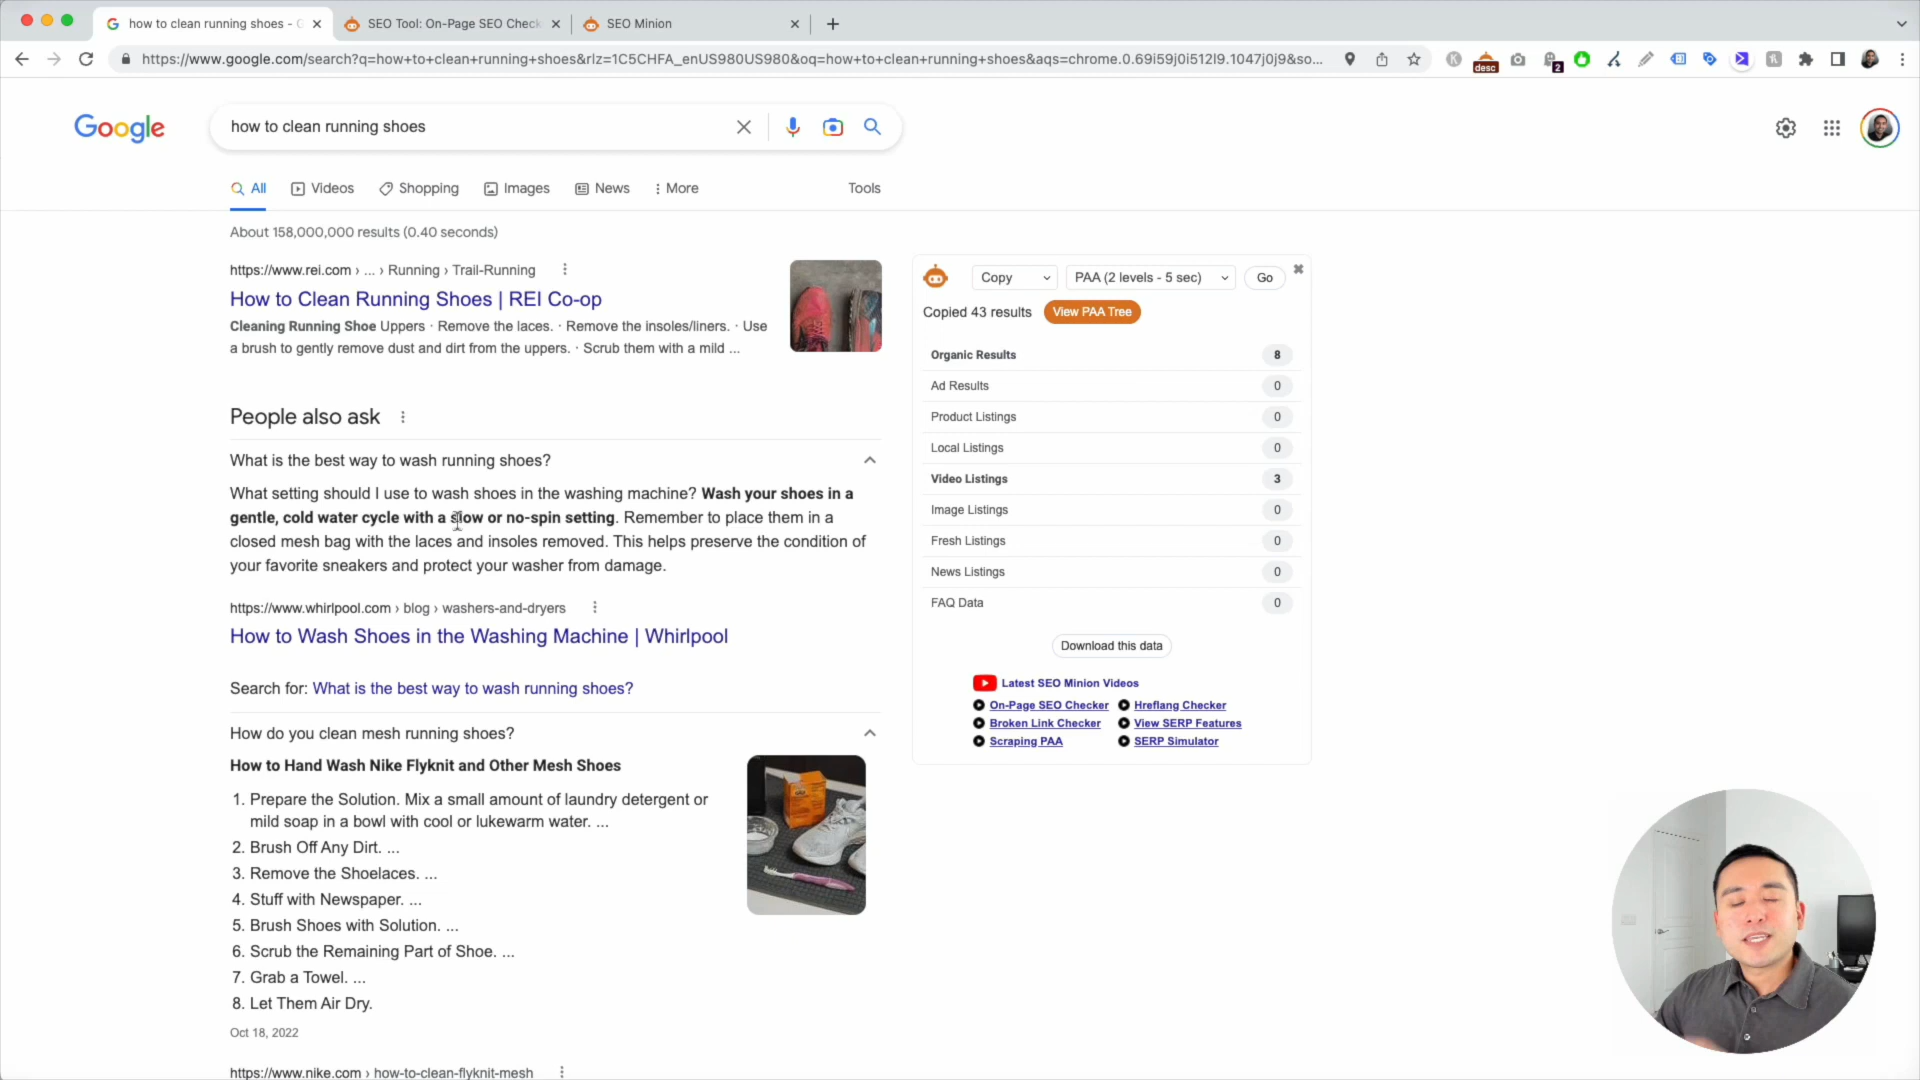 how to clean running shoes - G
SEO Tool: On-Page SEO Check
SEO Minion
https://www.google.com/search?q=how+to+clean+running+shoes&rlz=1C5CHFA_enUS980US980&oq=how+to+clean+running+shoes&aqs=chrome.0.69i59j0i512l9.1047j0j9&so...
desc
2
Google
how to clean running shoes
All
Videos
Shopping
Images
News
More
Tools
About 158,000,000 results (0.40 seconds)
https://www.rei.com › ... › Running › Trail-Running
How to Clean Running Shoes | REI Co-op
Cleaning Running Shoe Uppers · Remove the laces. · Remove the insoles/liners. · Use
a brush to gently remove dust and dirt from the uppers. · Scrub them with a mild ...
People also ask
What is the best way to wash running shoes?
What setting should I use to wash shoes in the washing machine? Wash your shoes in a
gentle, cold water cycle with a slow or no-spin setting. Remember to place them in a
closed mesh bag with the laces and insoles removed. This helps preserve the condition of
your favorite sneakers and protect your washer from damage.
https://www.whirlpool.com › blog › washers-and-dryers
How to Wash Shoes in the Washing Machine | Whirlpool
Search for: What is the best way to wash running shoes?
How do you clean mesh running shoes?
How to Hand Wash Nike Flyknit and Other Mesh Shoes
1. Prepare the Solution. Mix a small amount of laundry detergent or
mild soap in a bowl with cool or lukewarm water. ...
2. Brush Off Any Dirt. ...
3. Remove the Shoelaces. ...
4. Stuff with Newspaper. ...
5. Brush Shoes with Solution. ...
6. Scrub the Remaining Part of Shoe. ...
7. Grab a Towel. ...
8. Let Them Air Dry.
Oct 18, 2022
https://www.nike.com › how-to-clean-flyknit-mesh
Copy
PAA (2 levels - 5 sec)
Go
Copied 43 results
View PAA Tree
Organic Results 8
Ad Results 0
Product Listings 0
Local Listings 0
Video Listings 3
Image Listings 0
Fresh Listings 0
News Listings 0
FAQ Data 0
Download this data
Latest SEO Minion Videos
On-Page SEO Checker
Hreflang Checker
Broken Link Checker
View SERP Features
Scraping PAA
SERP Simulator